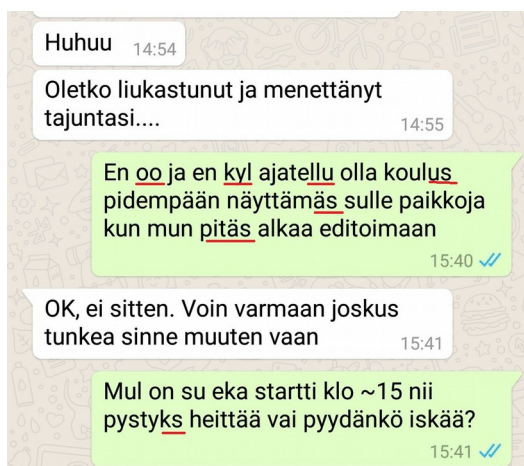 Huhuu 14:54
Oletko liukastunut ja menettänyt
tajuntasi.... 14:55
En oo ja en kyl ajatellu olla koulus
pidempään näyttämäs sulle paikkoja
kun mun pitäs alkaa editoimaan
15:40
OK, ei sitten. Voin varmaan joskus
tunkea sinne muuten vaan 15:41
Mul on su eka startti klo ~15 nii
pystyks heittää vai pyydänkö iskää?
15:41